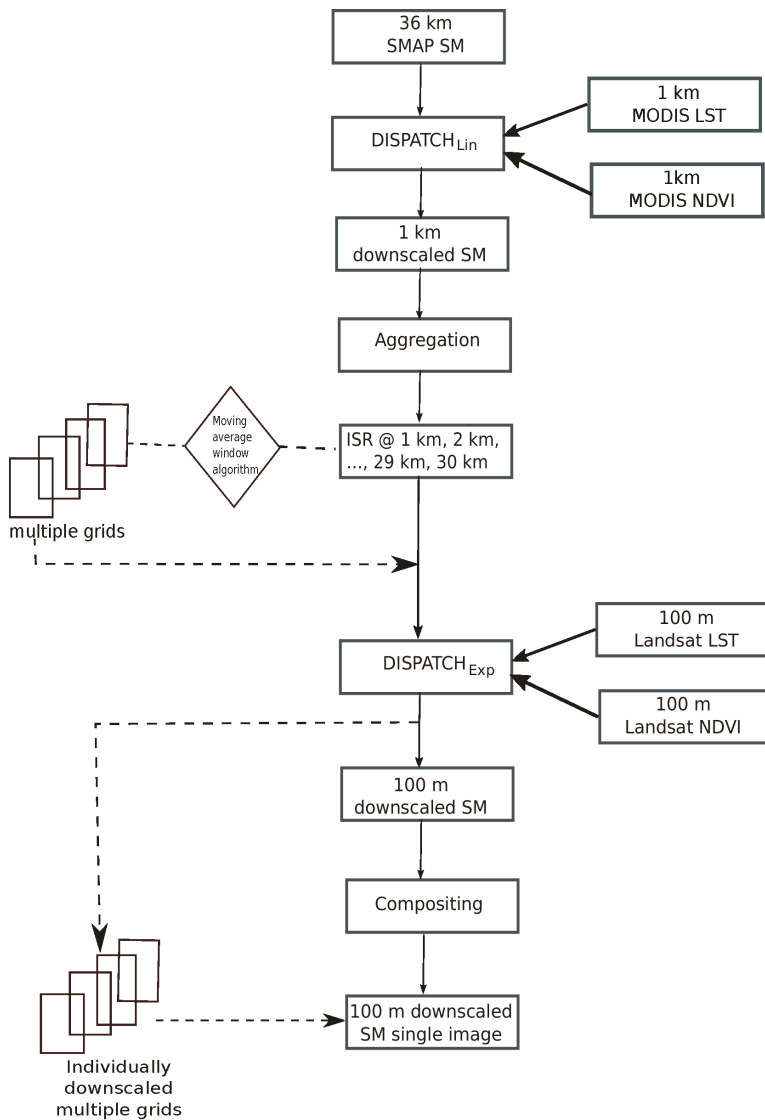 36 km
SMAP SM
1 km
MODIS LST
DISPATCH Lin
1km
MODIS NDVI
1 km
downscaled SM
Aggregation
Moving
average
window
algorithm
ISR @ 1 km, 2 km,
..., 29 km, 30 km
multiple grids
100 m
Landsat LST
DISPATCH Exp
100 m
Landsat NDVI
100 m
downscaled SM
Compositing
100 m downscaled
SM single image
Individually
downscaled
multiple grids